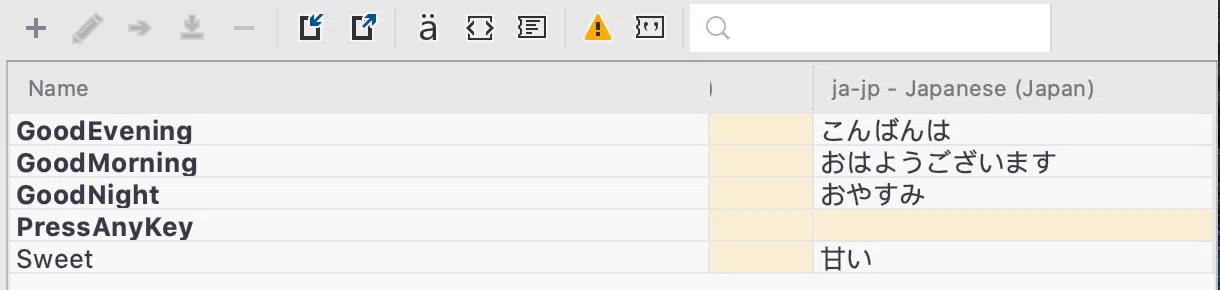 ä
Name ) ja-jp - Japanese (Japan)
GoodEvening こんばんは
GoodMorning おはようございます
GoodNight おやすみ
PressAnyKey
Sweet 甘い